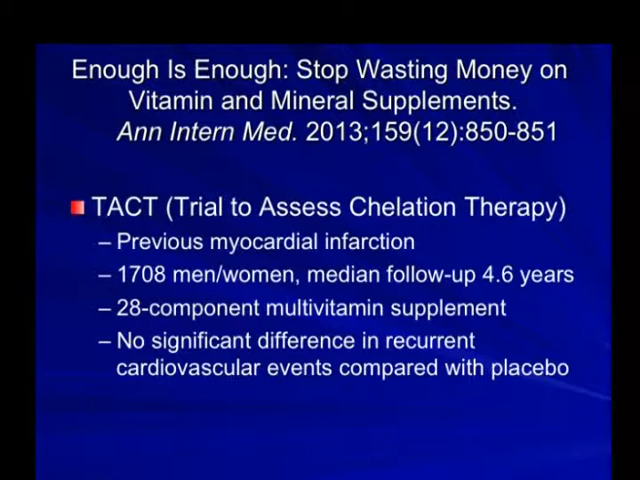 Enough Is Enough: Stop Wasting Money on
Vitamin and Mineral Supplements.
Ann Intern Med. 2013;159(12):850-851
TACT (Trial to Assess Chelation Therapy)
– Previous myocardial infarction
– 1708 men/women, median follow-up 4.6 years
– 28-component multivitamin supplement
– No significant difference in recurrent
cardiovascular events compared with placebo